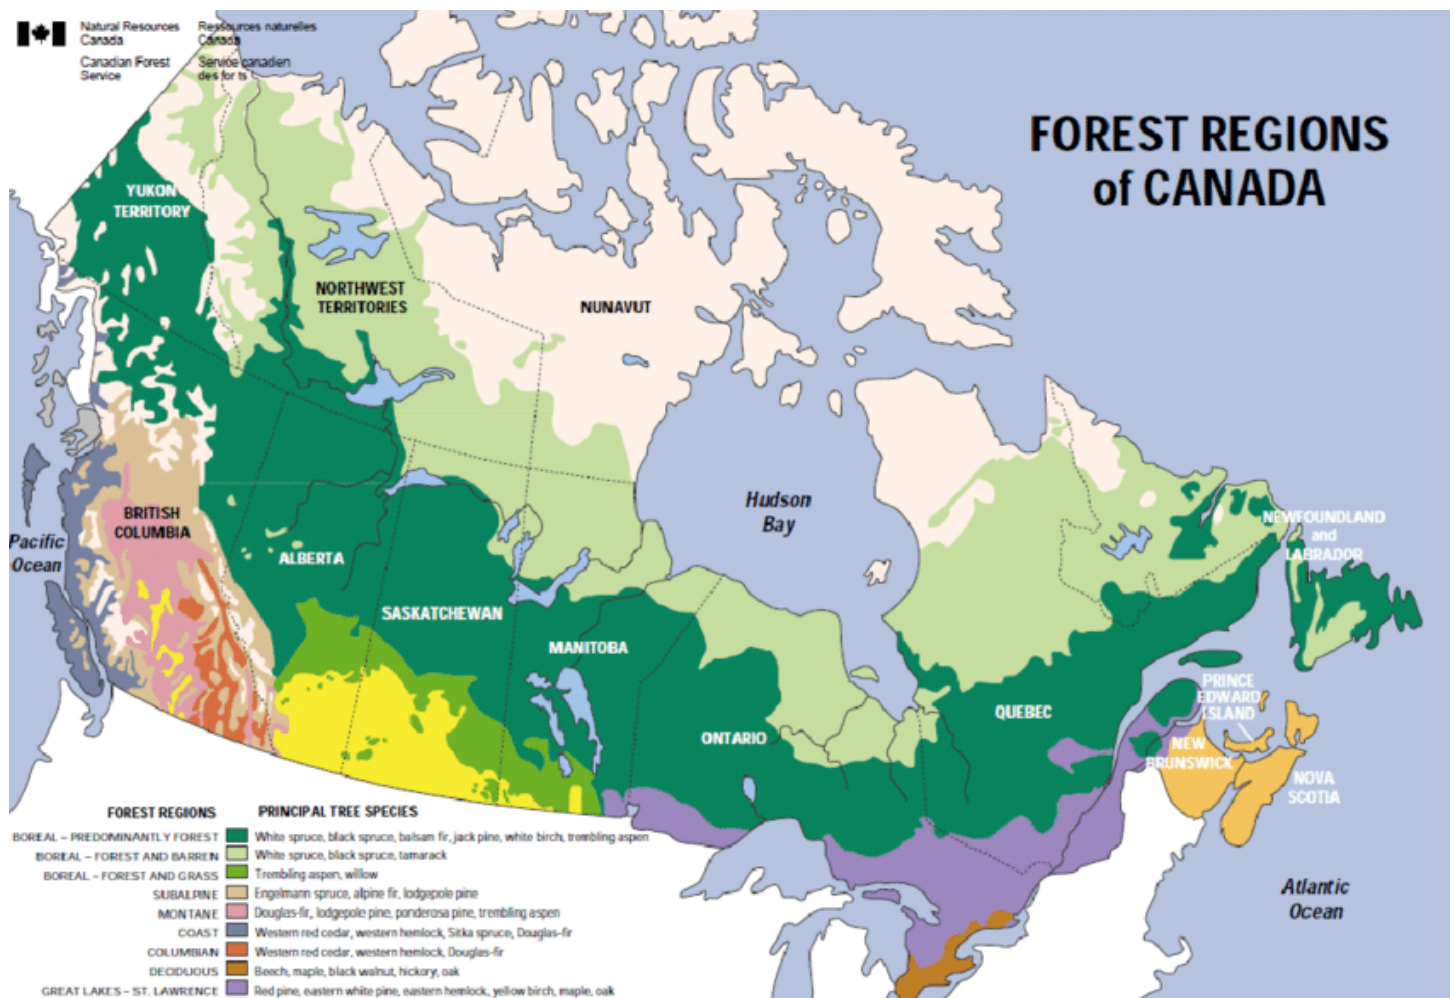 Natural Resources Canada
Ressources naturelles Canada
Canadian Forest Service
Service canadien des for ts
FOREST REGIONS
of CANADA
YUKON
TERRITORY
NORTHWEST
TERRITORIES
NUNAVUT
Hudson
Bay
BRITISH
COLUMBIA
Pacific
Ocean
ALBERTA
SASKATCHEWAN
MANITOBA
ONTARIO
QUEBEC
NEWFOUNDLAND
and
LABRADOR
PRINCE
EDWARD
ISLAND
NEW
BRUNSWICK
NOVA
SCOTIA
Atlantic
Ocean
FOREST REGIONS PRINCIPAL TREE SPECIES
BOREAL – PREDOMINANTLY FOREST White spruce, black spruce, balsam fir, jack pine, white birch, trembling aspen
BOREAL – FOREST AND BARREN White spruce, black spruce, tamarack
BOREAL – FOREST AND GRASS Trembling aspen, willow
SUBALPINE Engelmann spruce, alpine fir, lodgepole pine
MONTANE Douglas-fir, lodgepole pine, ponderosa pine, trembling aspen
COAST Western red cedar, western hemlock, Sitka spruce, Douglas-fir
COLUMBIAN Western red cedar, western hemlock, Douglas-fir
DECIDUOUS Beech, maple, black walnut, hickory, oak
GREAT LAKES – ST. LAWRENCE Red pine, eastern white pine, eastern hemlock, yellow birch, maple, oak